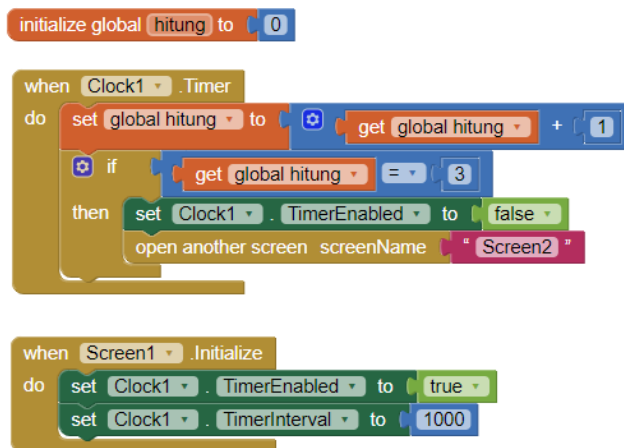 initialize global hitung to 0
when Clock1 .Timer
do set global hitung to get global hitung + 1
if get global hitung = 3
then set Clock1 . TimerEnabled to false
open another screen screenName " Screen2 "
when Screen1 .Initialize
do set Clock1 . TimerEnabled to true
set Clock1 . TimerInterval to 1000